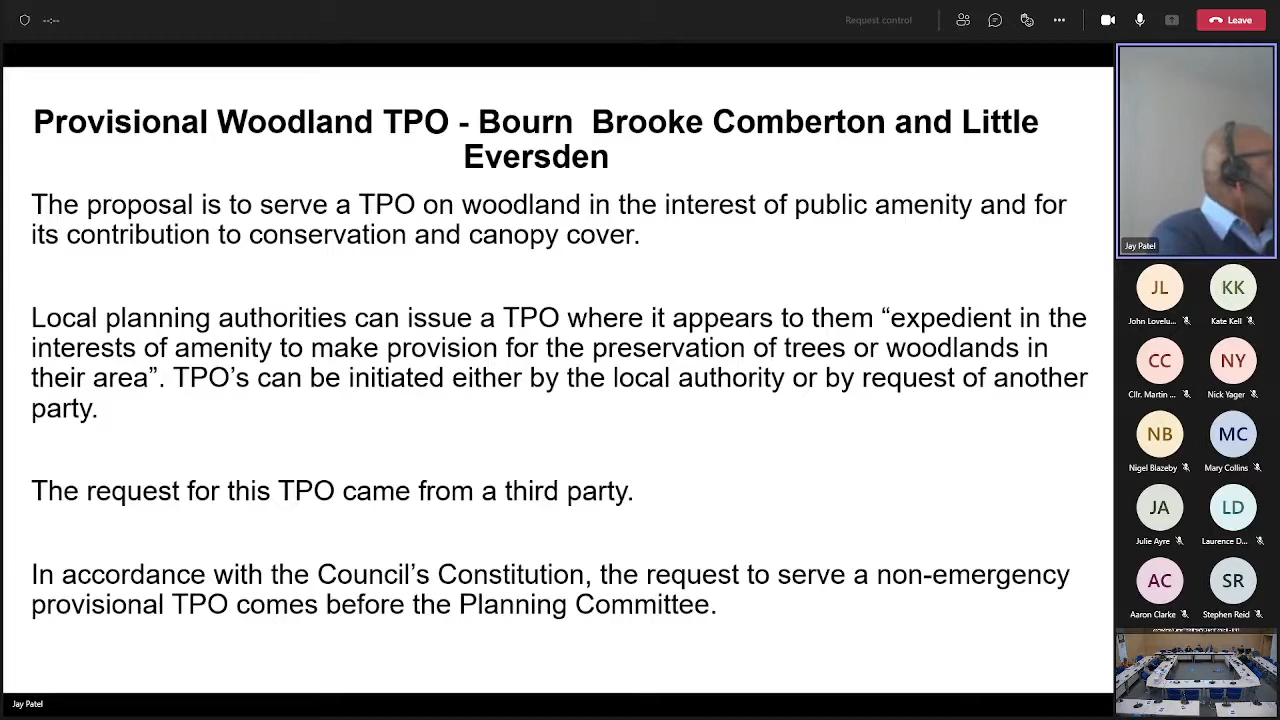 --:--
Request control
Leave
Provisional Woodland TPO - Bourn  Brooke Comberton and Little
Eversden
The proposal is to serve a TPO on woodland in the interest of public amenity and for
its contribution to conservation and canopy cover.
Local planning authorities can issue a TPO where it appears to them “expedient in the
interests of amenity to make provision for the preservation of trees or woodlands in
their area”. TPO’s can be initiated either by the local authority or by request of another
party.
The request for this TPO came from a third party.
In accordance with the Council’s Constitution, the request to serve a non-emergency
provisional TPO comes before the Planning Committee.
Jay Patel
Jay Patel
JL KK
John Lovelu... Kate Kell
CC NY
Cllr. Martin ... Nick Yager
NB MC
Nigel Blazeby Mary Collins
JA LD
Julie Ayre Laurence D...
AC SR
Aaron Clarke Stephen Reid